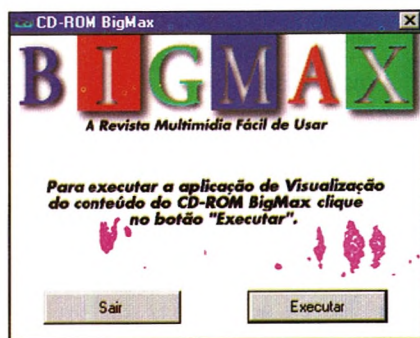 CD-ROM BigMax
BIGMAX
A Revista Multimídia Fácil de Usar
Para executar a aplicação de Visualização
do conteúdo do CD-ROM BigMax clique
no botão "Executar".
Sair
Executar